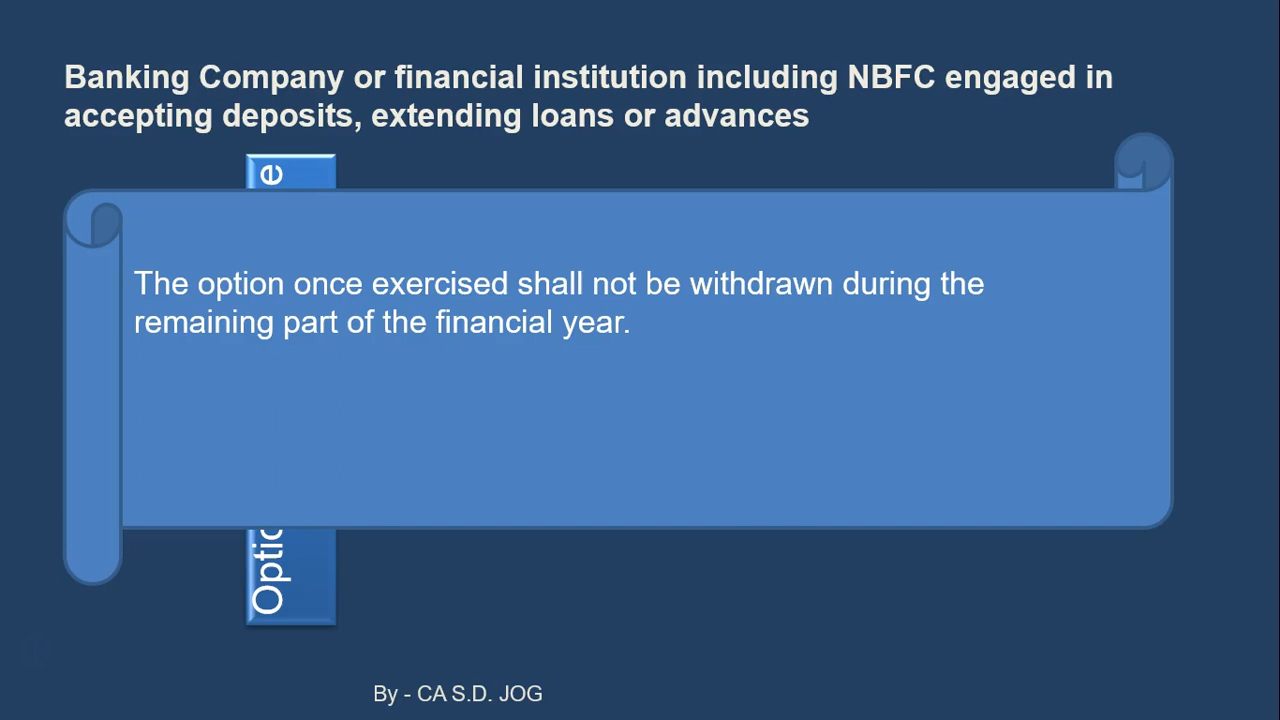 Banking Company or financial institution including NBFC engaged in
accepting deposits, extending loans or advances
The option once exercised shall not be withdrawn during the
remaining part of the financial year.
By - CA S.D. JOG